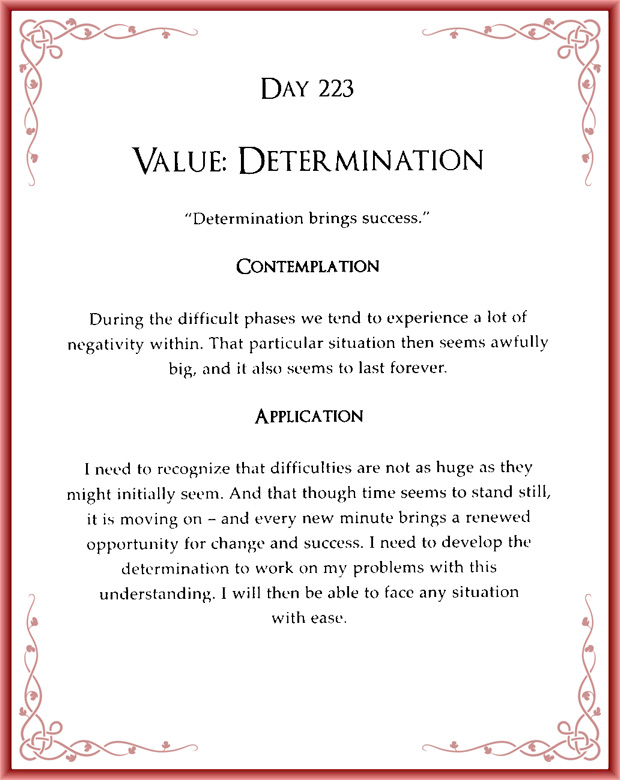 Day 223
Value: Determination
“Determination brings success.”
Contemplation
During the difficult phases we tend to experience a lot of
negativity within. That particular situation then seems awfully
big, and it also seems to last forever.
Application
I need to recognize that difficulties are not as huge as they
might initially seem. And that though time seems to stand still,
it is moving on – and every new minute brings a renewed
opportunity for change and success. I need to develop the
determination to work on my problems with this
understanding. I will then be able to face any situation
with ease.